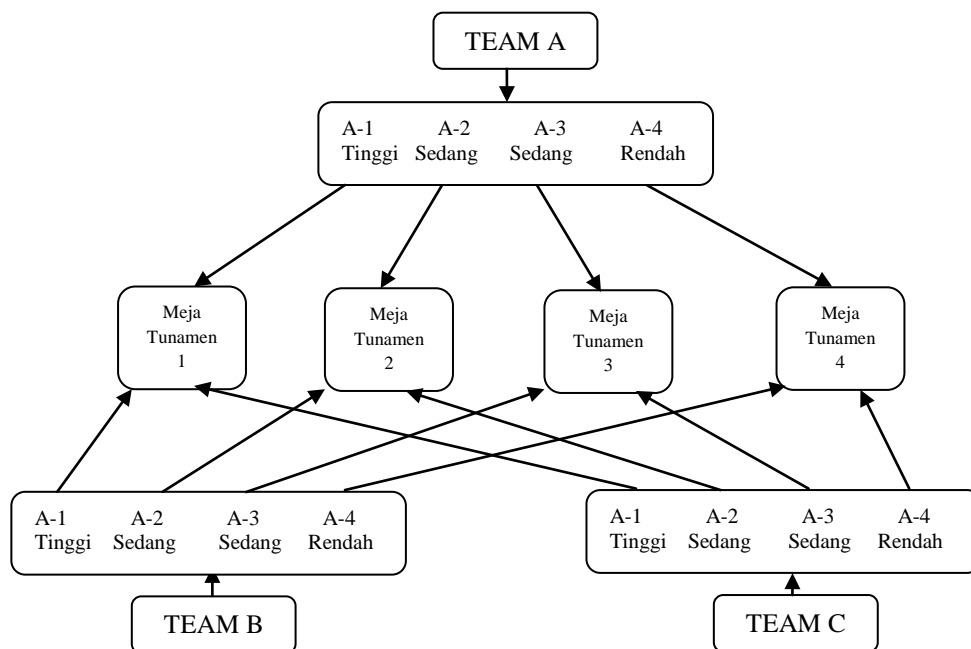 TEAM A
A-1 A-2 A-3 A-4
Tinggi Sedang Sedang Rendah
Meja
Tunamen
1
Meja
Tunamen
2
Meja
Tunamen
3
Meja
Tunamen
4
A-1 A-2 A-3 A-4
Tinggi Sedang Sedang Rendah
A-1 A-2 A-3 A-4
Tinggi Sedang Sedang Rendah
TEAM B
TEAM C